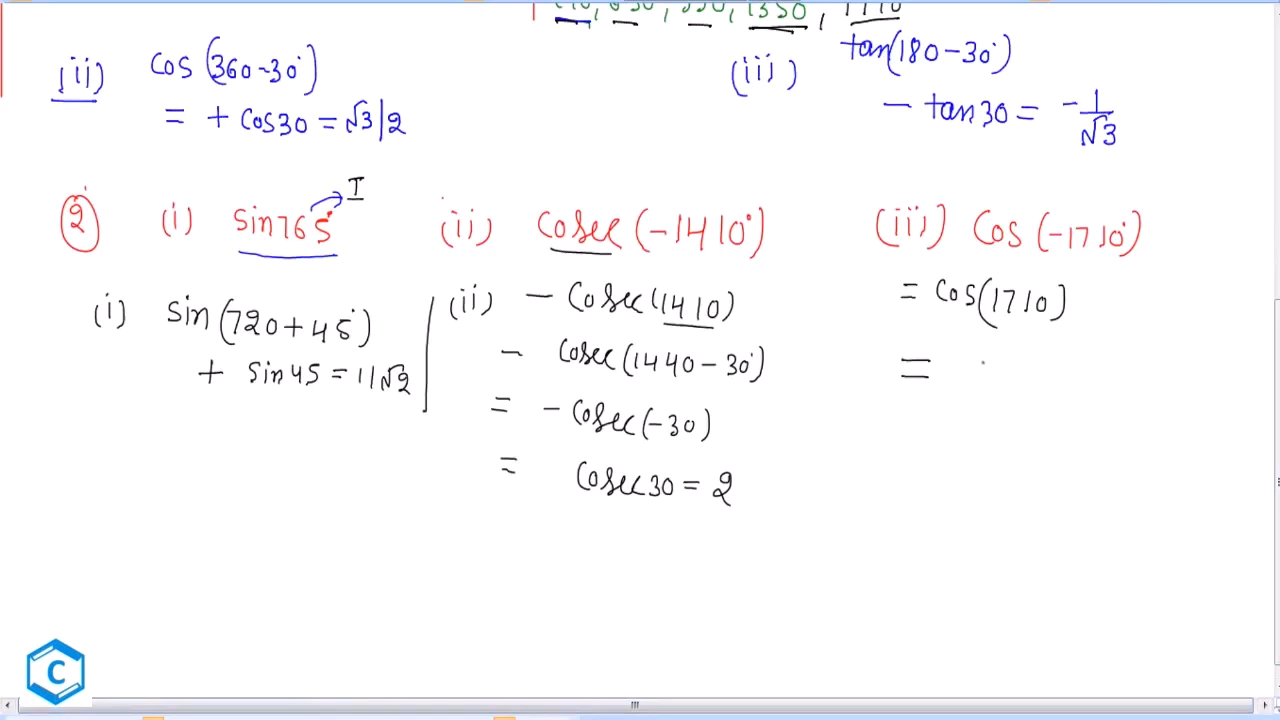 1350, 1110
(ii) cos (360-30°)
= + cos30 = √3/2
(iii) tan(180-30°)
- tan30 = -1/√3
2 (i) Sin765° I (ii) Cosec (-1410°) (iii) Cos (-1710°)
(i) Sin(720+45°)
+ Sin45 = 1/√2
(ii) - Cosec(1410)
- Cosec(1440-30°)
= - Cosec(-30)
= Cosec30 = 2
= Cos(1710)
=
C